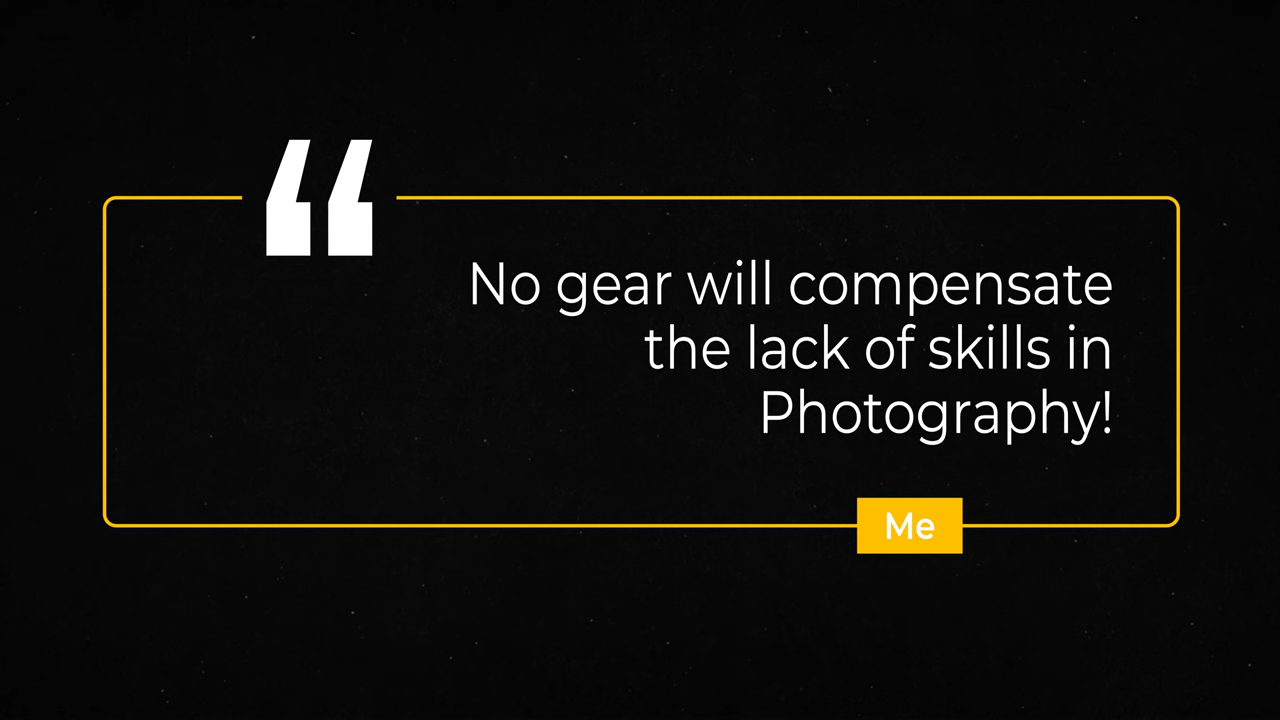 “
No gear will compensate
the lack of skills in
Photography!
Me